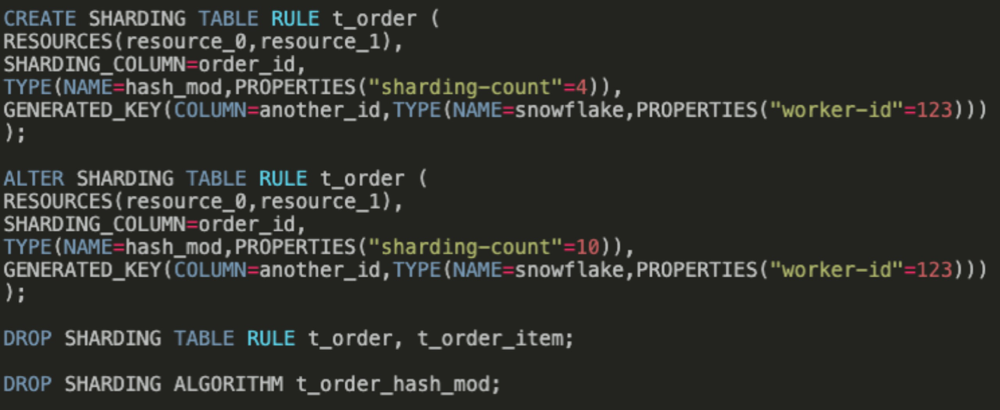 CREATE SHARDING TABLE RULE t_order (
RESOURCES(resource_0,resource_1),
SHARDING_COLUMN=order_id,
TYPE(NAME=hash_mod,PROPERTIES("sharding-count"=4)),
GENERATED_KEY(COLUMN=another_id,TYPE(NAME=snowflake,PROPERTIES("worker-id"=123)))
);
ALTER SHARDING TABLE RULE t_order (
RESOURCES(resource_0,resource_1),
SHARDING_COLUMN=order_id,
TYPE(NAME=hash_mod,PROPERTIES("sharding-count"=10)),
GENERATED_KEY(COLUMN=another_id,TYPE(NAME=snowflake,PROPERTIES("worker-id"=123)))
);
DROP SHARDING TABLE RULE t_order, t_order_item;
DROP SHARDING ALGORITHM t_order_hash_mod;